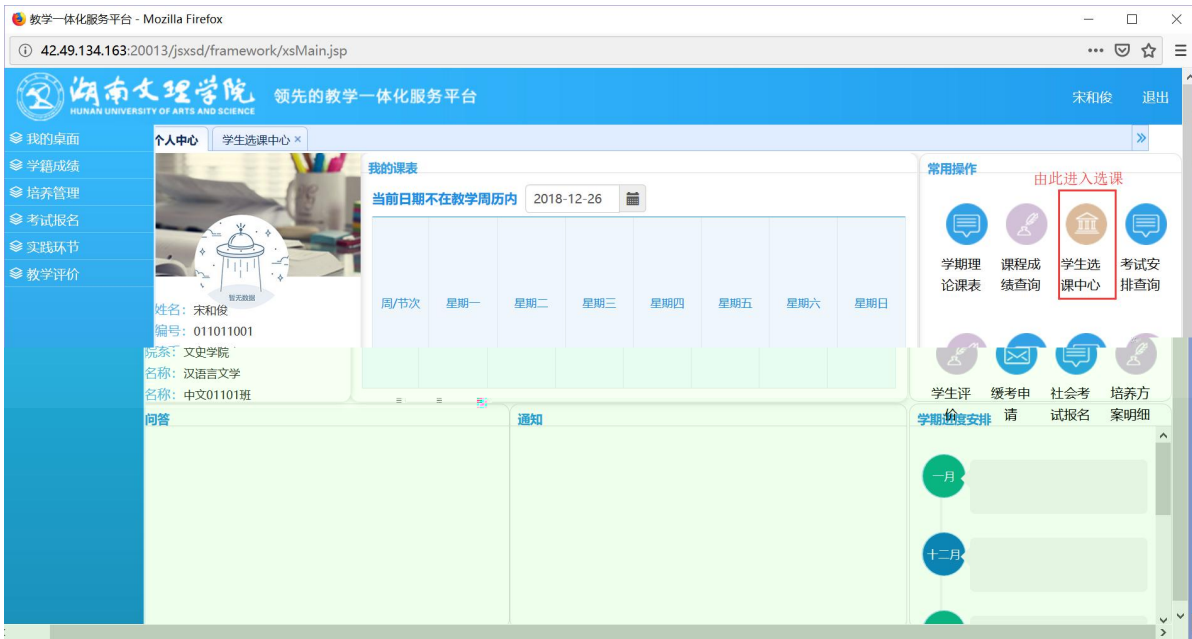 教学一体化服务平台 - Mozilla Firefox
42.49.134.163:20013/jsxsd/framework/xsMain.jsp
湖南文理学院
HUNAN UNIVERSITY OF ARTS AND SCIENCE
领先的教学一体化服务平台
宋和俊 退出
我的桌面
学籍成绩
培养管理
考试报名
实践环节
教学评价
个人中心 学生选课中心 ×
暂无数据
姓名：宋和俊
编号：011011001
院系：文史学院
名称：汉语言文学
名称：中文01101班
我的课表
当前日期不在教学周历内 2018-12-26
周/节次 星期一 星期二 星期三 星期四 星期五 星期六 星期日
常用操作
由此进入选课
学期理论课表
课程成绩查询
学生选课中心
考试安排查询
学生评价
缓考申请
社会考试报名
培养方案明细
问答
通知
学期进度安排
一月
十二月